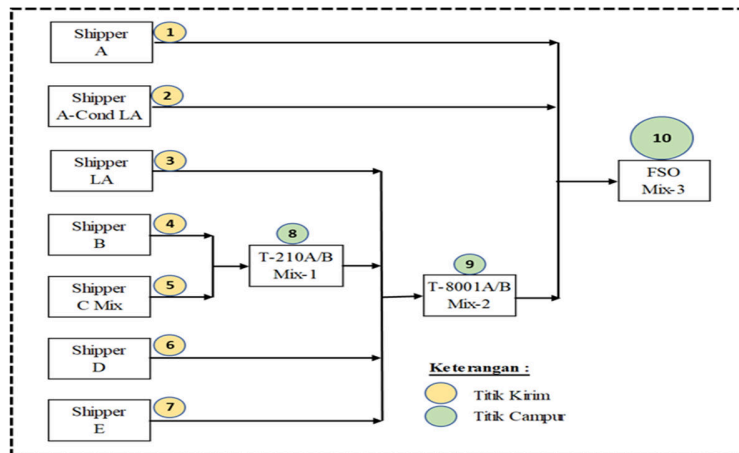 Shipper
A
1
Shipper
A-Cond LA
2
Shipper
LA
3
Shipper
B
4
Shipper
C Mix
5
Shipper
D
6
Shipper
E
7
8
T-210A/B
Mix-1
9
T-8001A/B
Mix-2
10
FSO
Mix-3
Keterangan :
Titik Kirim
Titik Campur